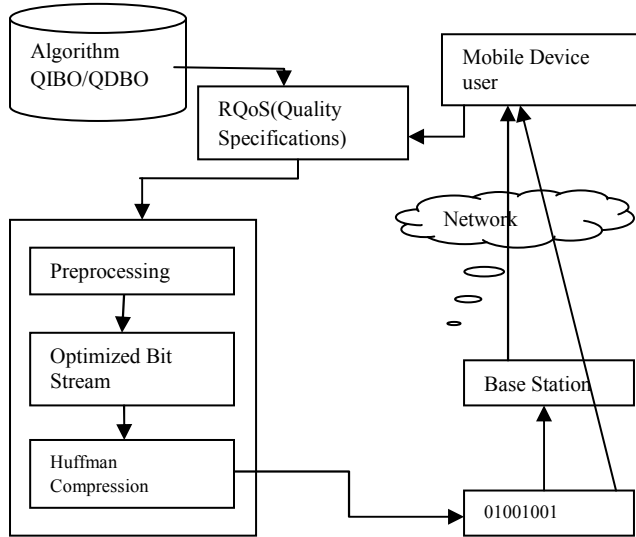 Algorithm
QIBO/QDBO
Mobile Device
user
RQoS(Quality
Specifications)
Network
Preprocessing
Optimized Bit
Stream
Base Station
Huffman
Compression
01001001